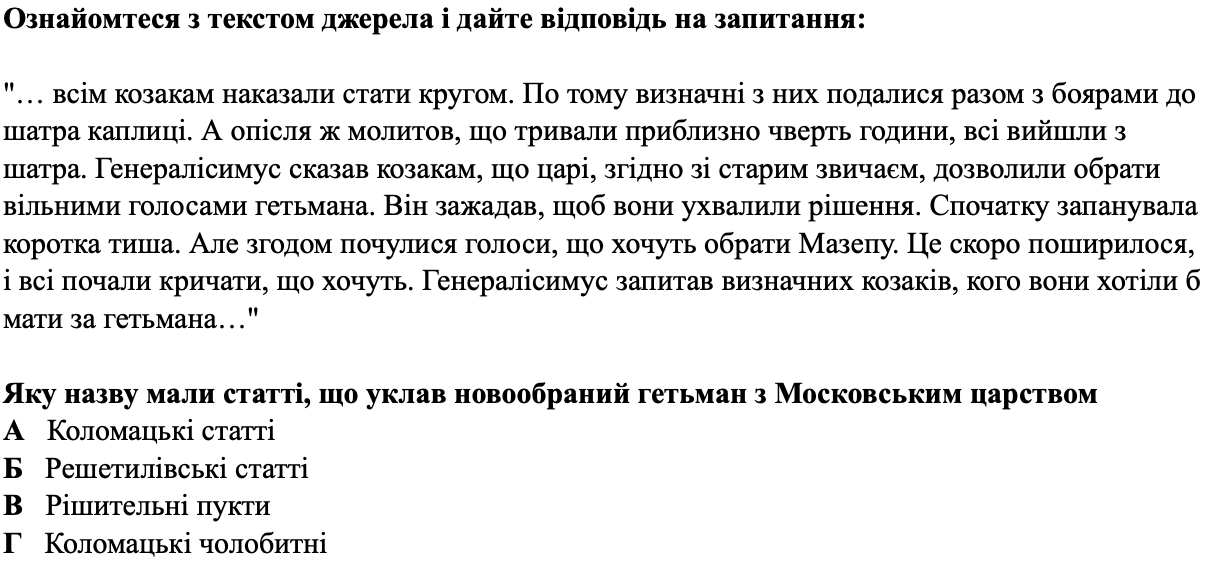 Ознайомтеся з текстом джерела і дайте відповідь на запитання:
"… всім козакам наказали стати кругом. По тому визначні з них подалися разом з боярами до
шатра каплиці. А опісля ж молитов, що тривали приблизно чверть години, всі вийшли з
шатра. Генералісимус сказав козакам, що царі, згідно зі старим звичаєм, дозволили обрати
вільними голосами гетьмана. Він зажадав, щоб вони ухвалили рішення. Спочатку запанувала
коротка тиша. Але згодом почулися голоси, що хочуть обрати Мазепу. Це скоро поширилося,
і всі почали кричати, що хочуть. Генералісимус запитав визначних козаків, кого вони хотіли б
мати за гетьмана…"
Яку назву мали статті, що уклав новообраний гетьман з Московським царством
А Коломацькі статті
Б Решетилівські статті
В Рішительні пукти
Г Коломацькі чолобитні